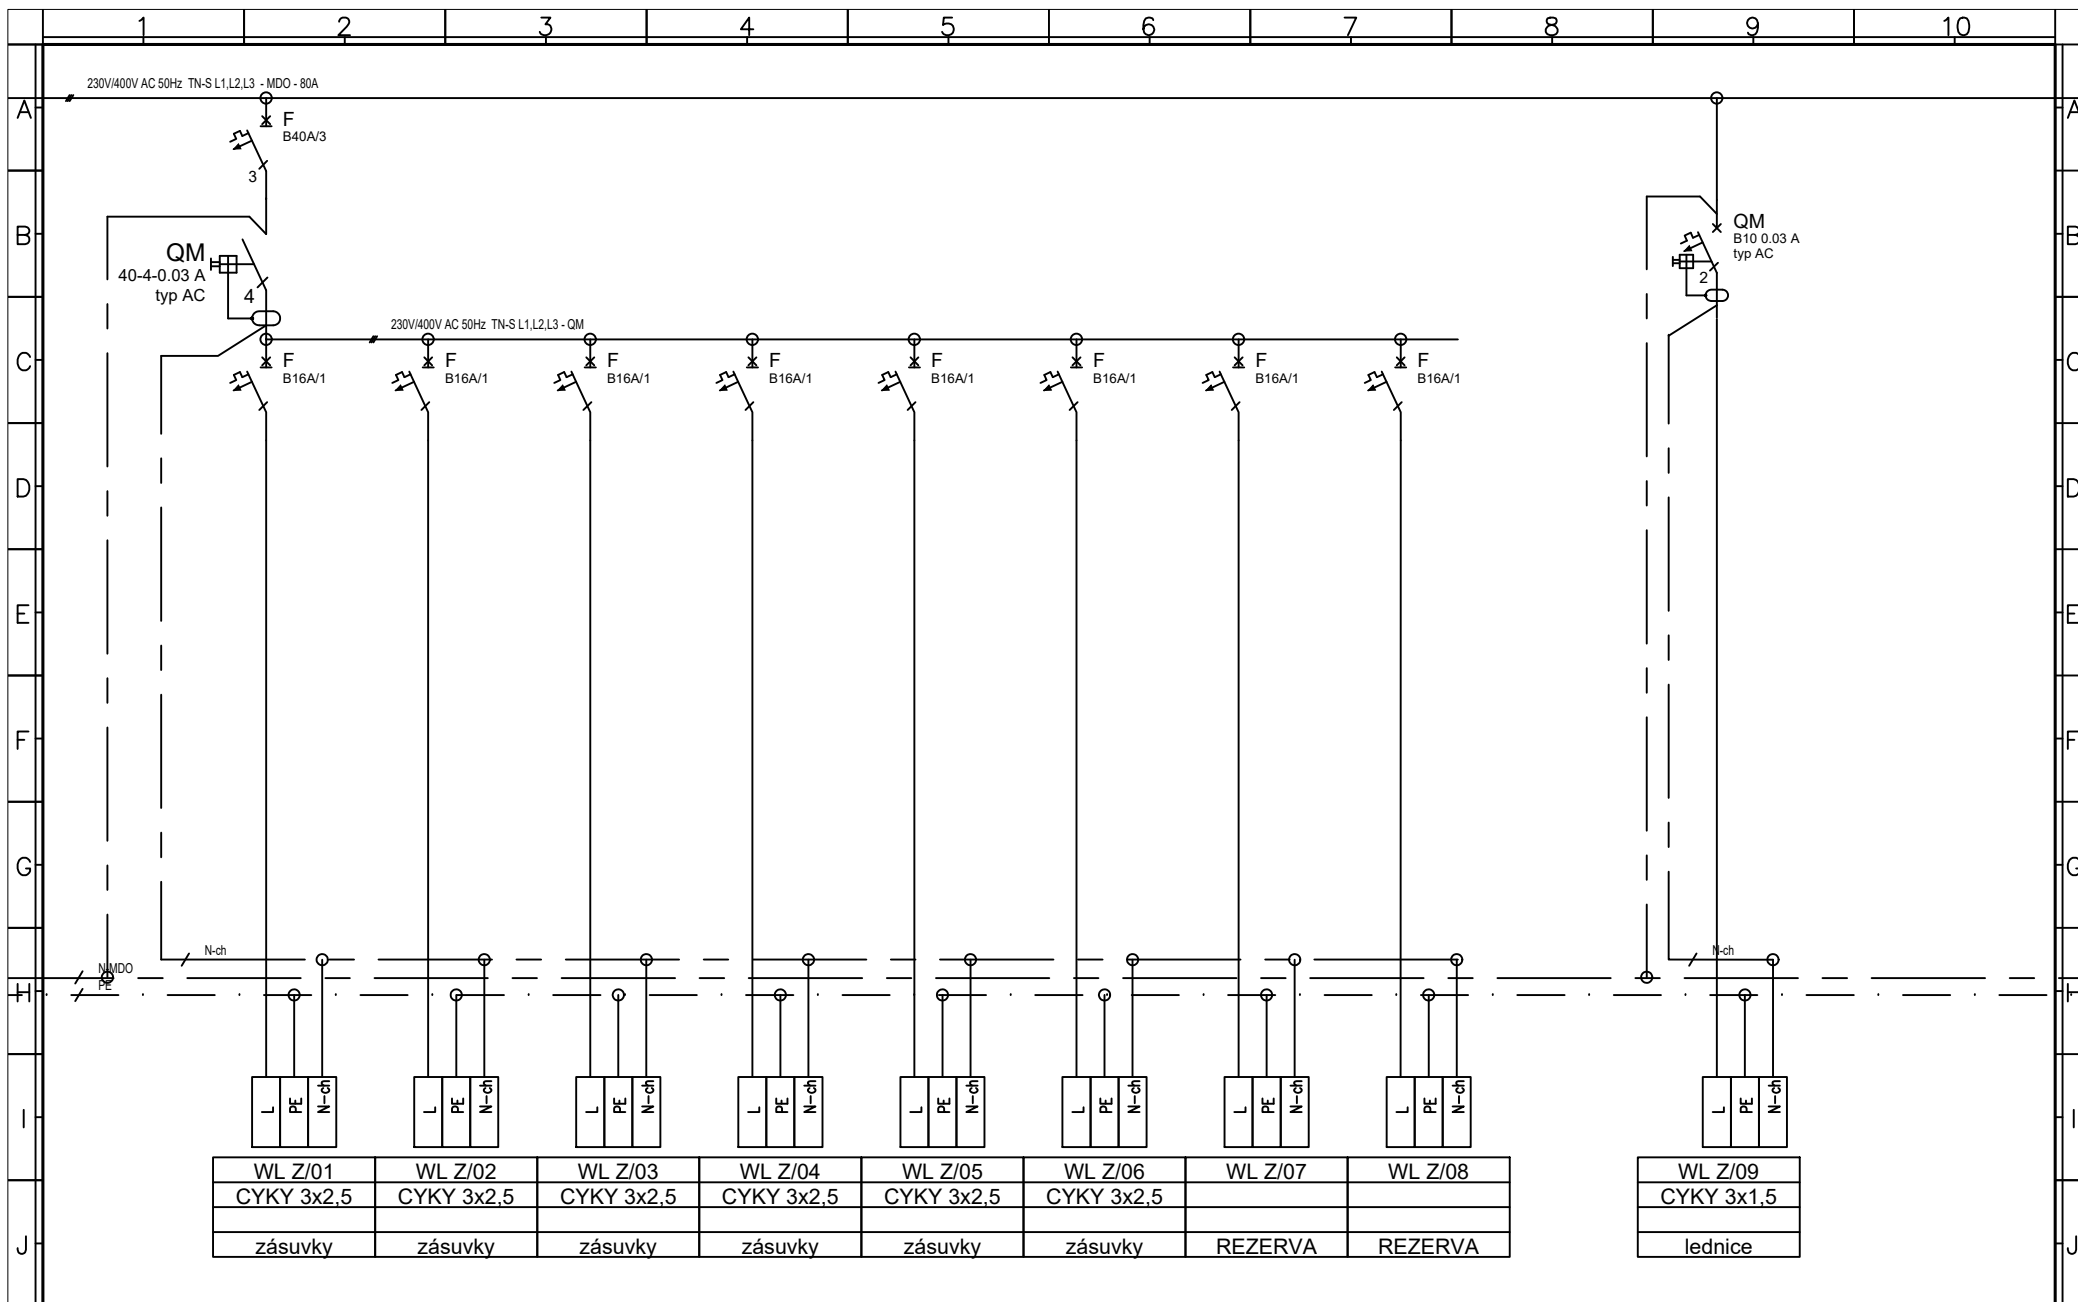 1 2 3 4 5 6 7 8 9 10
230V/400V AC 50Hz TN-S L1,L2,L3 - MDO - 80A
A A
F
B40A/3
3
B B
QM
40-4-0.03 A
typ AC
4
QM
B10 0.03 A
typ AC
2
230V/400V AC 50Hz TN-S L1,L2,L3 - QM
C C
F F F F F F F F
B16A/1 B16A/1 B16A/1 B16A/1 B16A/1 B16A/1 B16A/1 B16A/1
D D
E E
F F
G G
N-ch N-ch
N-MDO
PE
H H
L PE N-ch L PE N-ch L PE N-ch L PE N-ch L PE N-ch L PE N-ch L PE N-ch L PE N-ch L PE N-ch
I I
WL Z/01 WL Z/02 WL Z/03 WL Z/04 WL Z/05 WL Z/06 WL Z/07 WL Z/08 WL Z/09
CYKY 3x2,5 CYKY 3x2,5 CYKY 3x2,5 CYKY 3x2,5 CYKY 3x2,5 CYKY 3x2,5 CYKY 3x1,5
J J
zásuvky zásuvky zásuvky zásuvky zásuvky zásuvky REZERVA REZERVA lednice